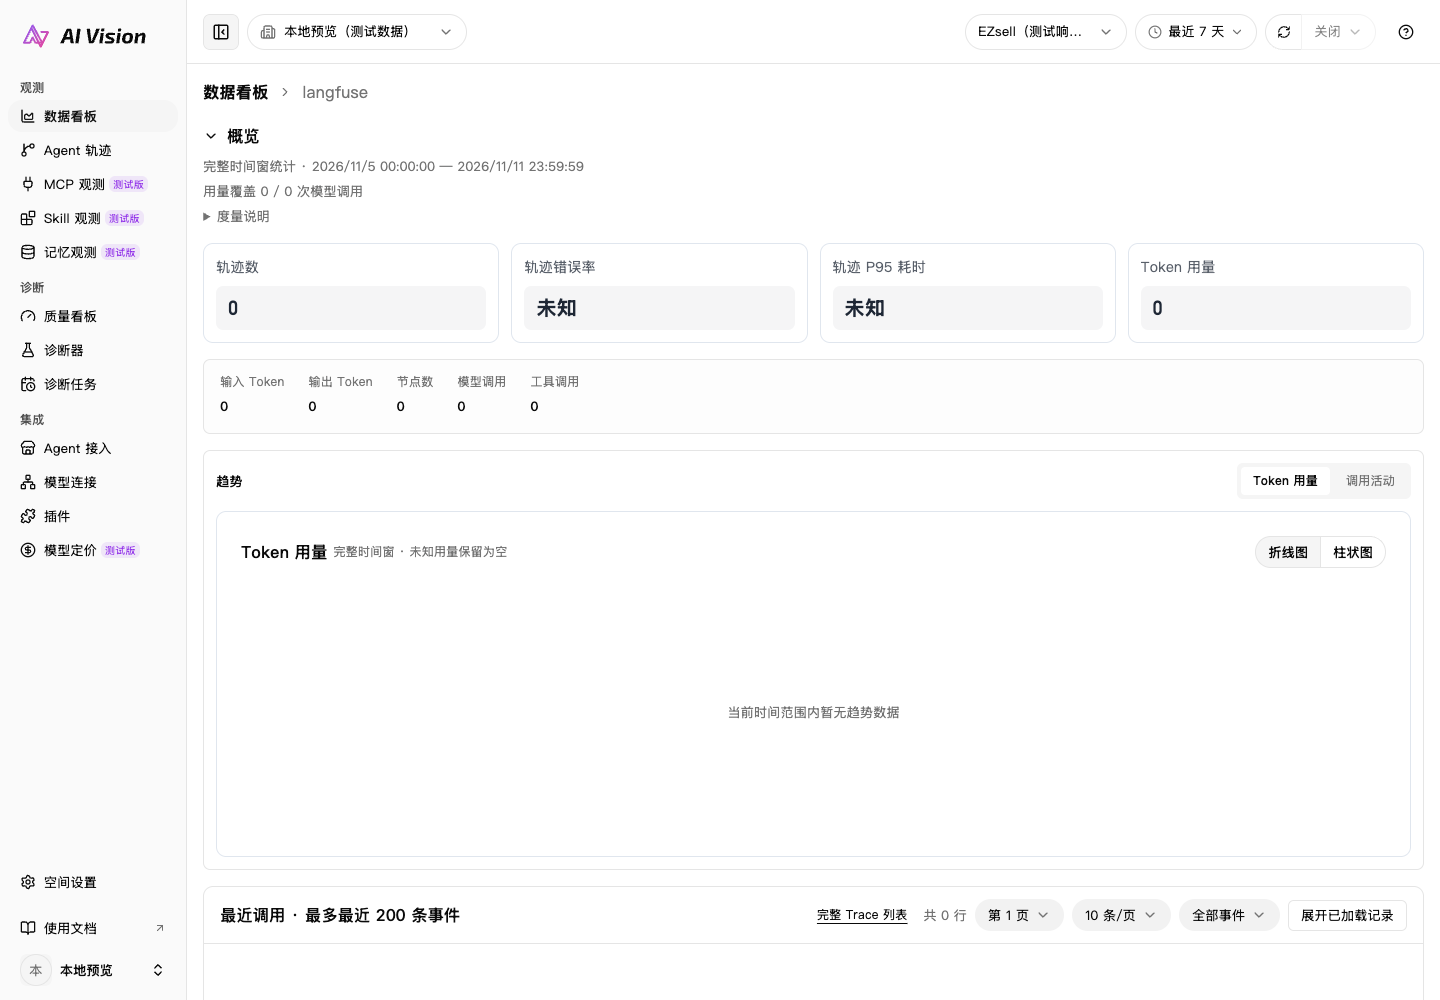 AI Vision
观测
数据看板
Agent 轨迹
MCP 观测 测试版
Skill 观测 测试版
记忆观测 测试版
诊断
质量看板
诊断器
诊断任务
集成
Agent 接入
模型连接
插件
模型定价 测试版
空间设置
使用文档
本 本地预览
本地预览（测试数据）
EZsell（测试响...
最近 7 天
关闭
数据看板 > langfuse
概览
完整时间窗统计 · 2026/11/5 00:00:00 — 2026/11/11 23:59:59
用量覆盖 0 / 0 次模型调用
度量说明
轨迹数
0
轨迹错误率
未知
轨迹 P95 耗时
未知
Token 用量
0
输入 Token 输出 Token 节点数 模型调用 工具调用
0 0 0 0 0
趋势
Token 用量 调用活动
Token 用量 完整时间窗 · 未知用量保留为空
折线图 柱状图
当前时间范围内暂无趋势数据
最近调用 · 最多最近 200 条事件
完整 Trace 列表 共 0 行 第 1 页 10 条/页 全部事件 展开已加载记录